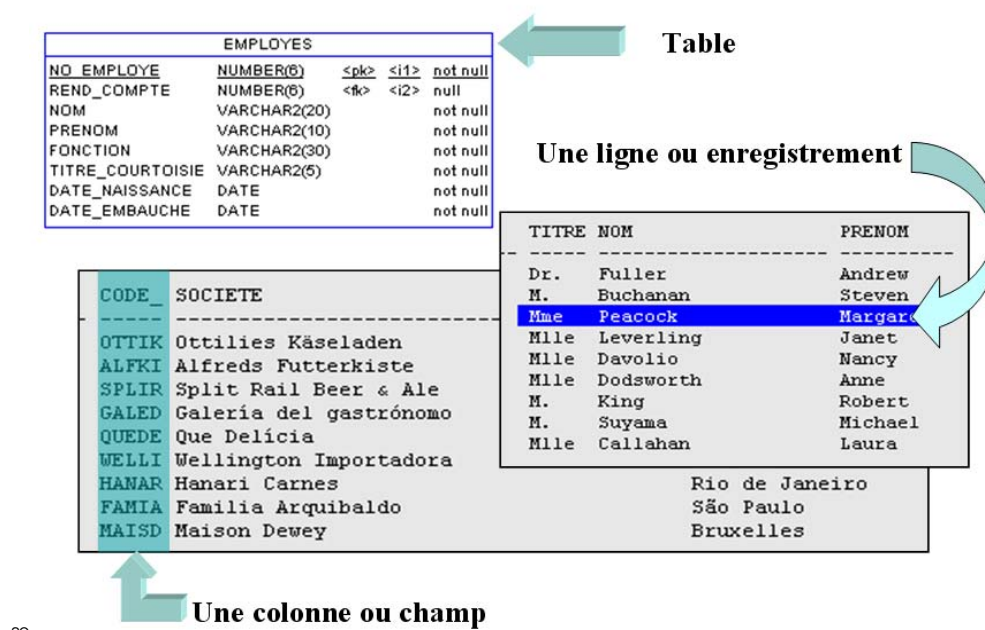 EMPLOYES
NO_EMPLOYE NUMBER(6) <pk> <i1> not null
REND_COMPTE NUMBER(6) <fk> <i2> null
NOM VARCHAR2(20) not null
PRENOM VARCHAR2(10) not null
FONCTION VARCHAR2(30) not null
TITRE_COURTOISIE VARCHAR2(5) not null
DATE_NAISSANCE DATE not null
DATE_EMBAUCHE DATE not null
Table
Une ligne ou enregistrement
TITRE NOM PRENOM
----- -------------------- ----------
Dr. Fuller Andrew
M. Buchanan Steven
Mme Peacock Margare
Mlle Leverling Janet
Mlle Davolio Nancy
Mlle Dodsworth Anne
M. King Robert
M. Suyama Michael
Mlle Callahan Laura
CODE_ SOCIETE
----- --------------------
OTTIK Ottilies Käseladen
ALFKI Alfreds Futterkiste
SPLIR Split Rail Beer & Ale
GALED Galería del gastrónomo
QUEDE Que Delícia
WELLI Wellington Importadora
HANAR Hanari Carnes Rio de Janeiro
FAMIA Familia Arquibaldo São Paulo
MAISD Maison Dewey Bruxelles
Une colonne ou champ